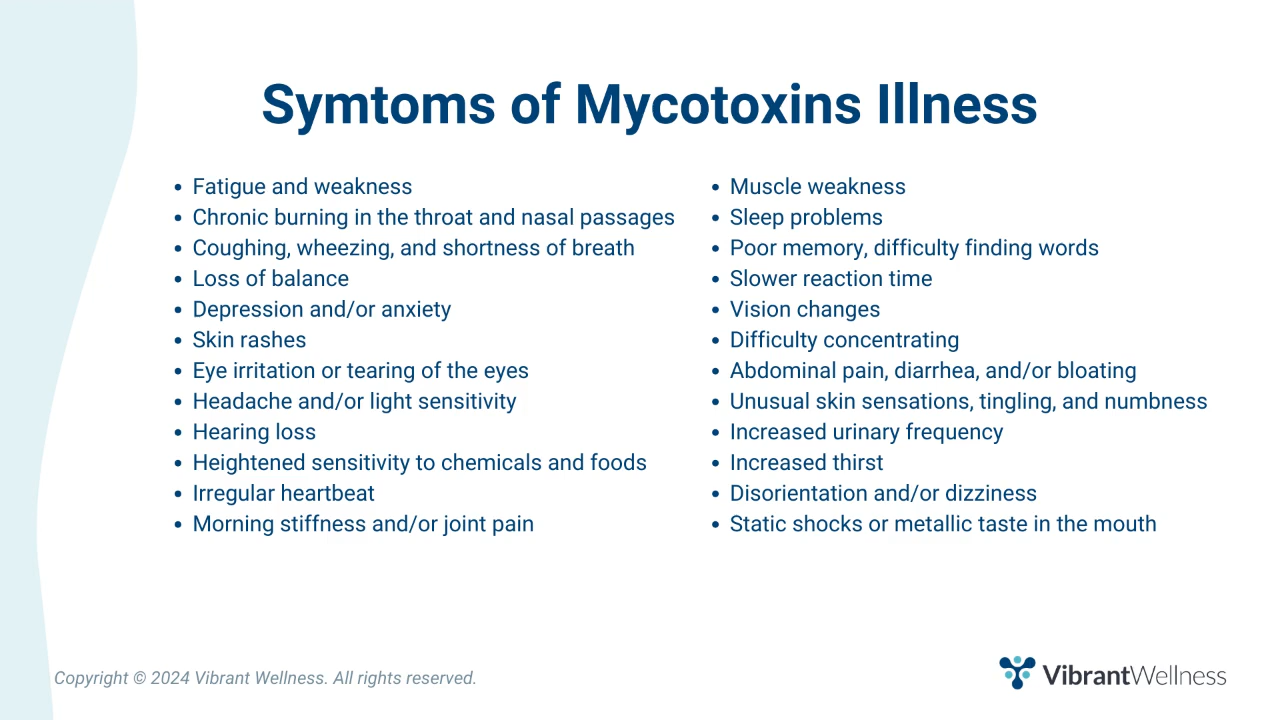 Symtoms of Mycotoxins Illness
• Fatigue and weakness
• Chronic burning in the throat and nasal passages
• Coughing, wheezing, and shortness of breath
• Loss of balance
• Depression and/or anxiety
• Skin rashes
• Eye irritation or tearing of the eyes
• Headache and/or light sensitivity
• Hearing loss
• Heightened sensitivity to chemicals and foods
• Irregular heartbeat
• Morning stiffness and/or joint pain
• Muscle weakness
• Sleep problems
• Poor memory, difficulty finding words
• Slower reaction time
• Vision changes
• Difficulty concentrating
• Abdominal pain, diarrhea, and/or bloating
• Unusual skin sensations, tingling, and numbness
• Increased urinary frequency
• Increased thirst
• Disorientation and/or dizziness
• Static shocks or metallic taste in the mouth
Copyright © 2024 Vibrant Wellness. All rights reserved.
VibrantWellness